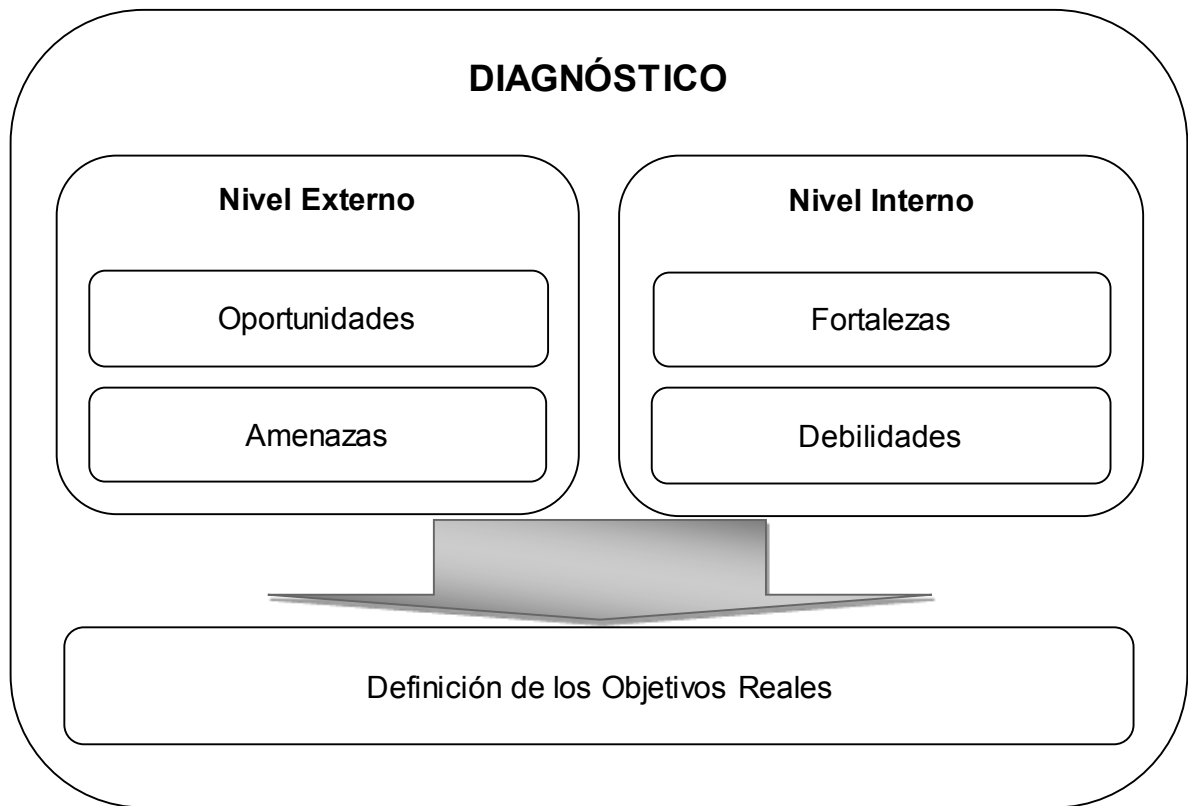 DIAGNÓSTICO
Nivel Externo
Oportunidades
Amenazas
Nivel Interno
Fortalezas
Debilidades
Definición de los Objetivos Reales